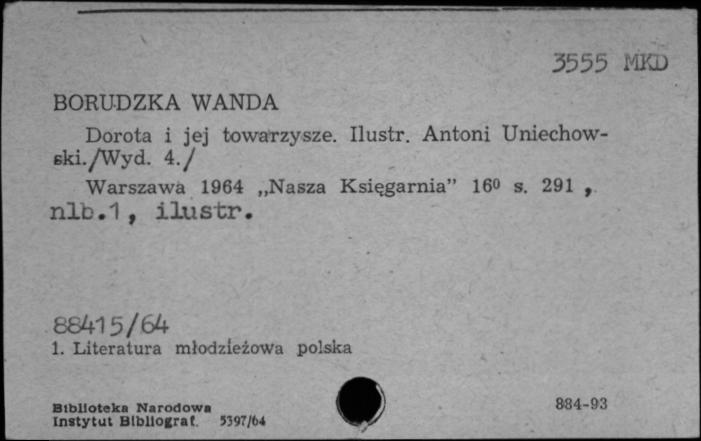 3555 MKD
BORUDZKA WANDA
Dorota i jej towarzysze. Ilustr. Antoni Uniechow-
ski./Wyd. 4./
Warszawa 1964 „Nasza Księgarnia” 16⁰ s. 291 ,
nlb.1, ilustr.
88415/64
1. Literatura młodzieżowa polska
Biblioteka Narodowa
Instytut Bibliograf. 5397/64
884-93